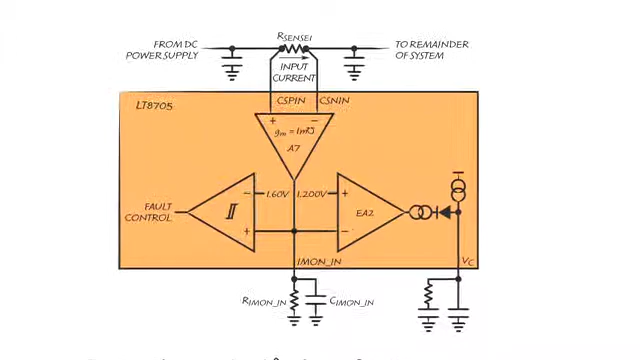 RSENSE1
FROM DC
POWER SUPPLY
TO REMAINDER
OF SYSTEM
INPUT
CURRENT
CSPIN
CSNIN
LT8705
+
−
gm = 1m℧
A7
FAULT
CONTROL
−
1.60V
1.200V
+
EA2
+
−
IMON_IN
VC
RIMON_IN
CIMON_IN